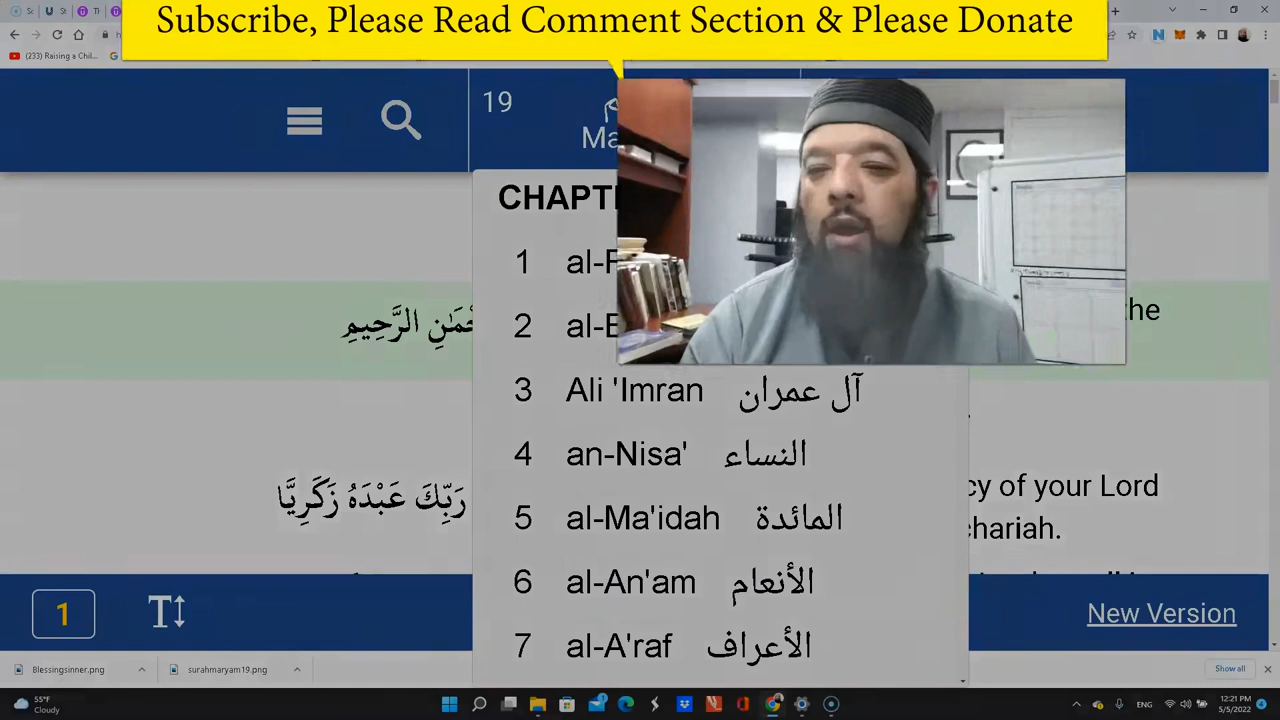 Subscribe, Please Read Comment Section & Please Donate
(233) Raising a Chil...
19
CHAPT
1 al-F
2 al-E
3 Ali 'Imran آل عمران
4 an-Nisa' النساء
5 al-Ma'idah المائدة
6 al-An'am الأنعام
7 al-A'raf الأعراف
الرَّحِيمِ
the
رَبِّكَ عَبْدَهُ زَكَرِيَّا
cy of your Lord
chariah.
1
New Version
Blessingsinner.png
surahmaryam19.png
Show all
55°F
Cloudy
ENG
12:21 PM
5/5/2022